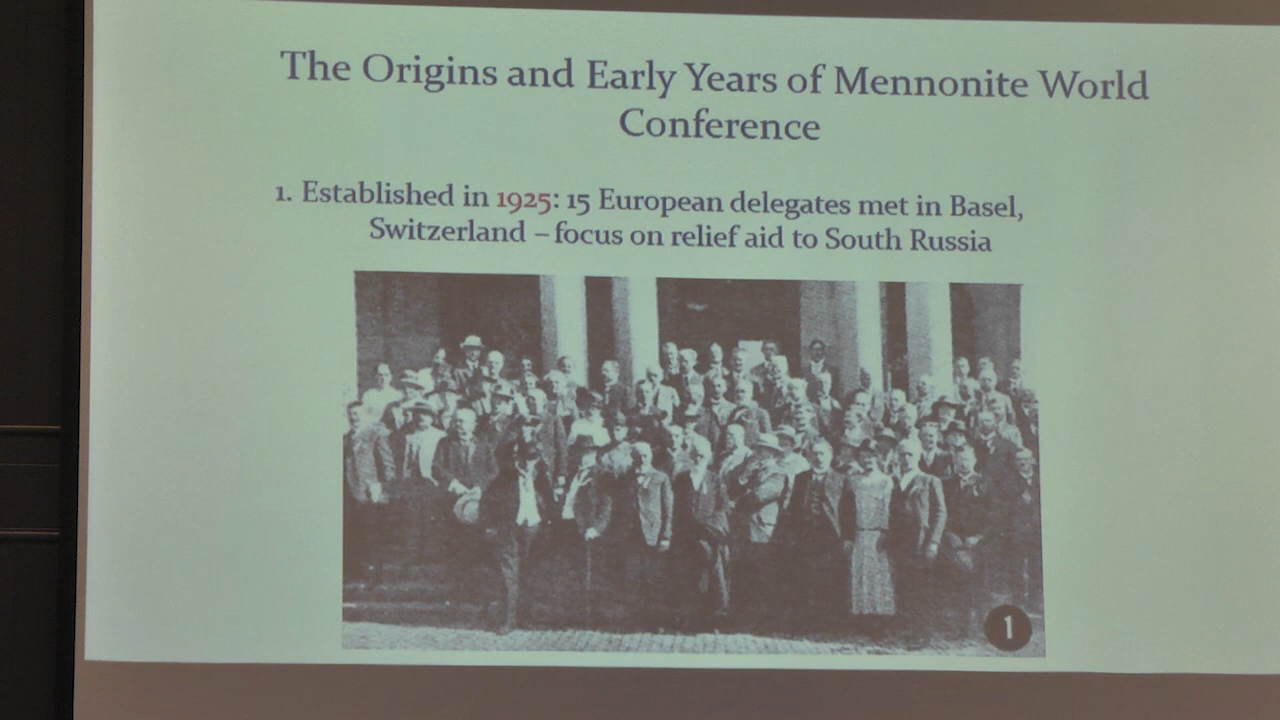 The Origins and Early Years of Mennonite World
Conference
1. Established in 1925: 15 European delegates met in Basel,
Switzerland – focus on relief aid to South Russia
1